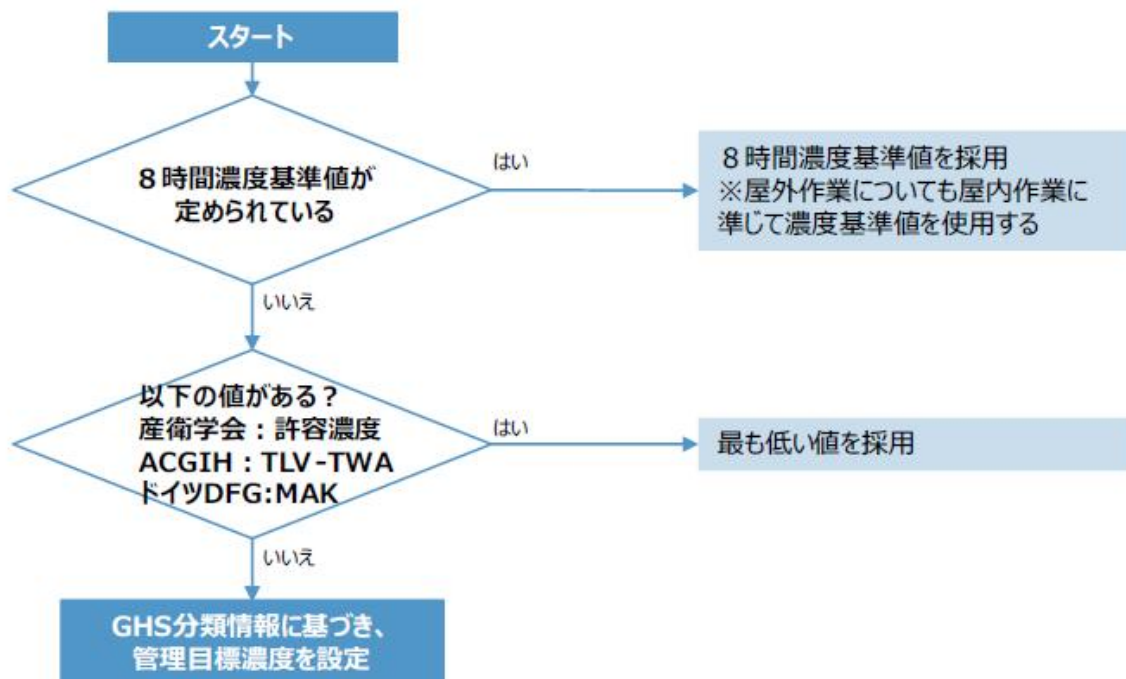 スタート
８時間濃度基準値が
定められている
はい
８時間濃度基準値を採用
※屋外作業についても屋内作業に
準じて濃度基準値を使用する
いいえ
以下の値がある？
産衛学会：許容濃度
ACGIH：TLV-TWA
ドイツDFG:MAK
はい
最も低い値を採用
いいえ
GHS分類情報に基づき、
管理目標濃度を設定